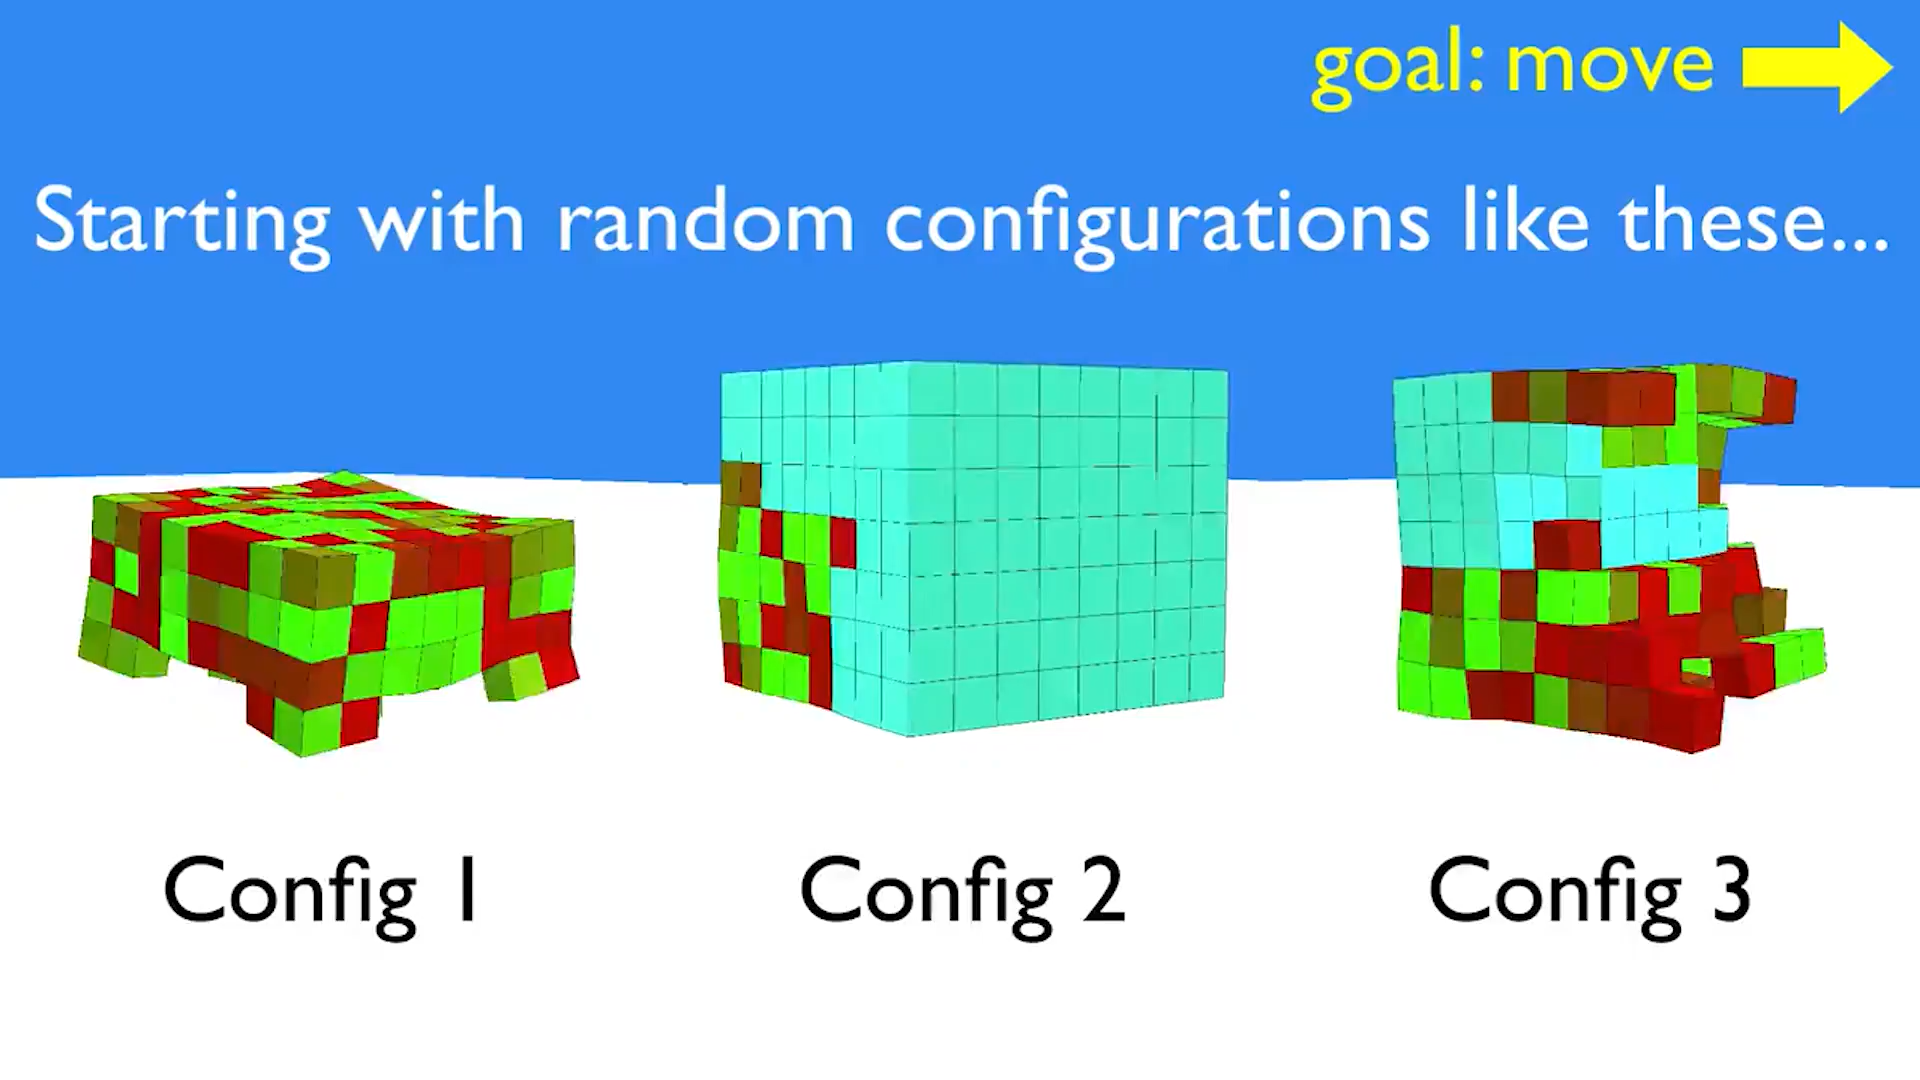 goal: move
Starting with random configurations like these...
Config 1
Config 2
Config 3